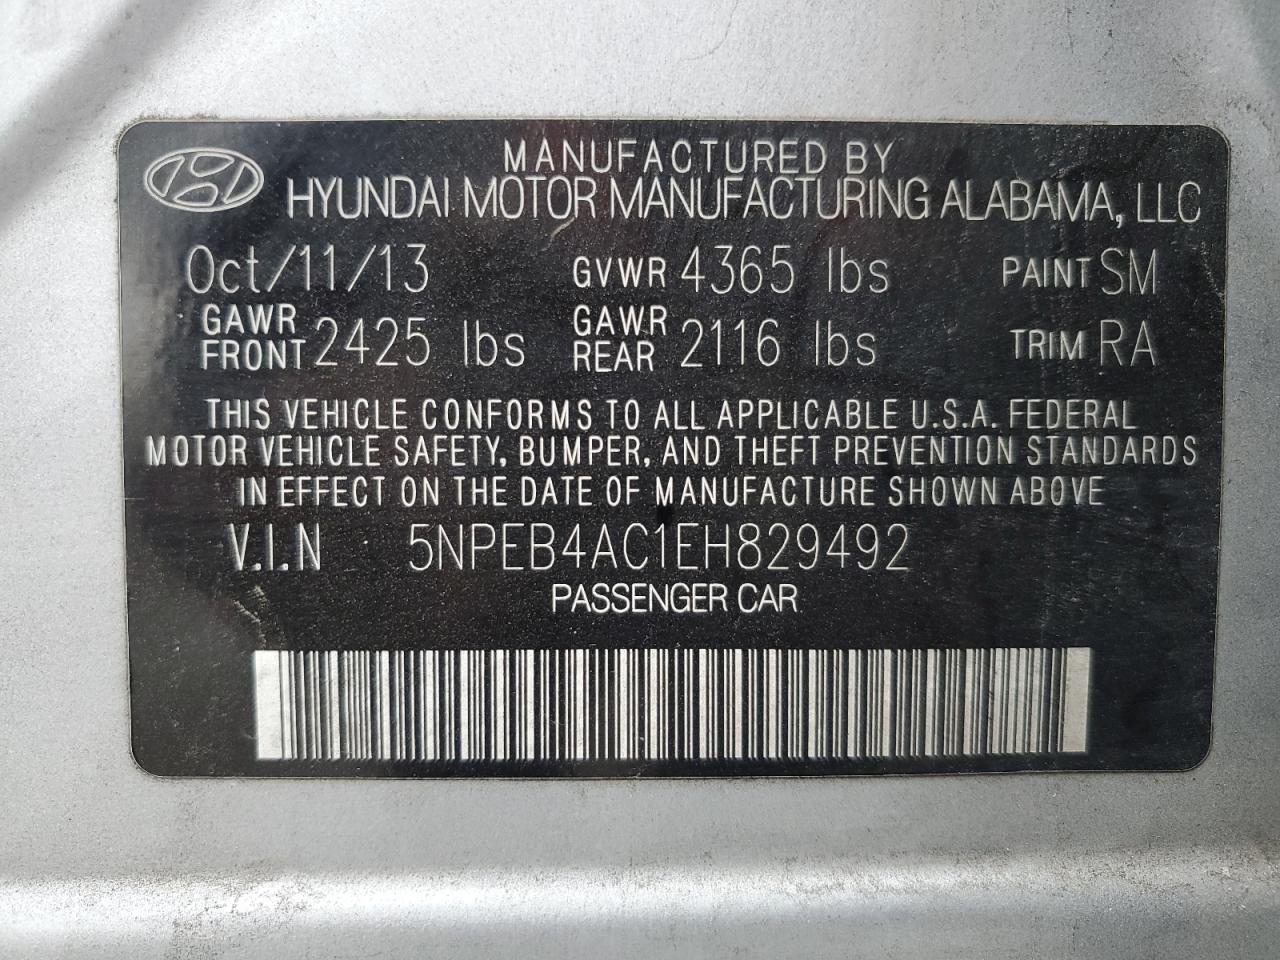 MANUFACTURED BY
HYUNDAI MOTOR MANUFACTURING ALABAMA, LLC
Oct/11/13 GVWR 4365 lbs PAINT SM
GAWR FRONT 2425 lbs GAWR REAR 2116 lbs TRIM RA
THIS VEHICLE CONFORMS TO ALL APPLICABLE U.S.A. FEDERAL
MOTOR VEHICLE SAFETY, BUMPER, AND THEFT PREVENTION STANDARDS
IN EFFECT ON THE DATE OF MANUFACTURE SHOWN ABOVE
V.I.N 5NPEB4AC1EH829492
PASSENGER CAR